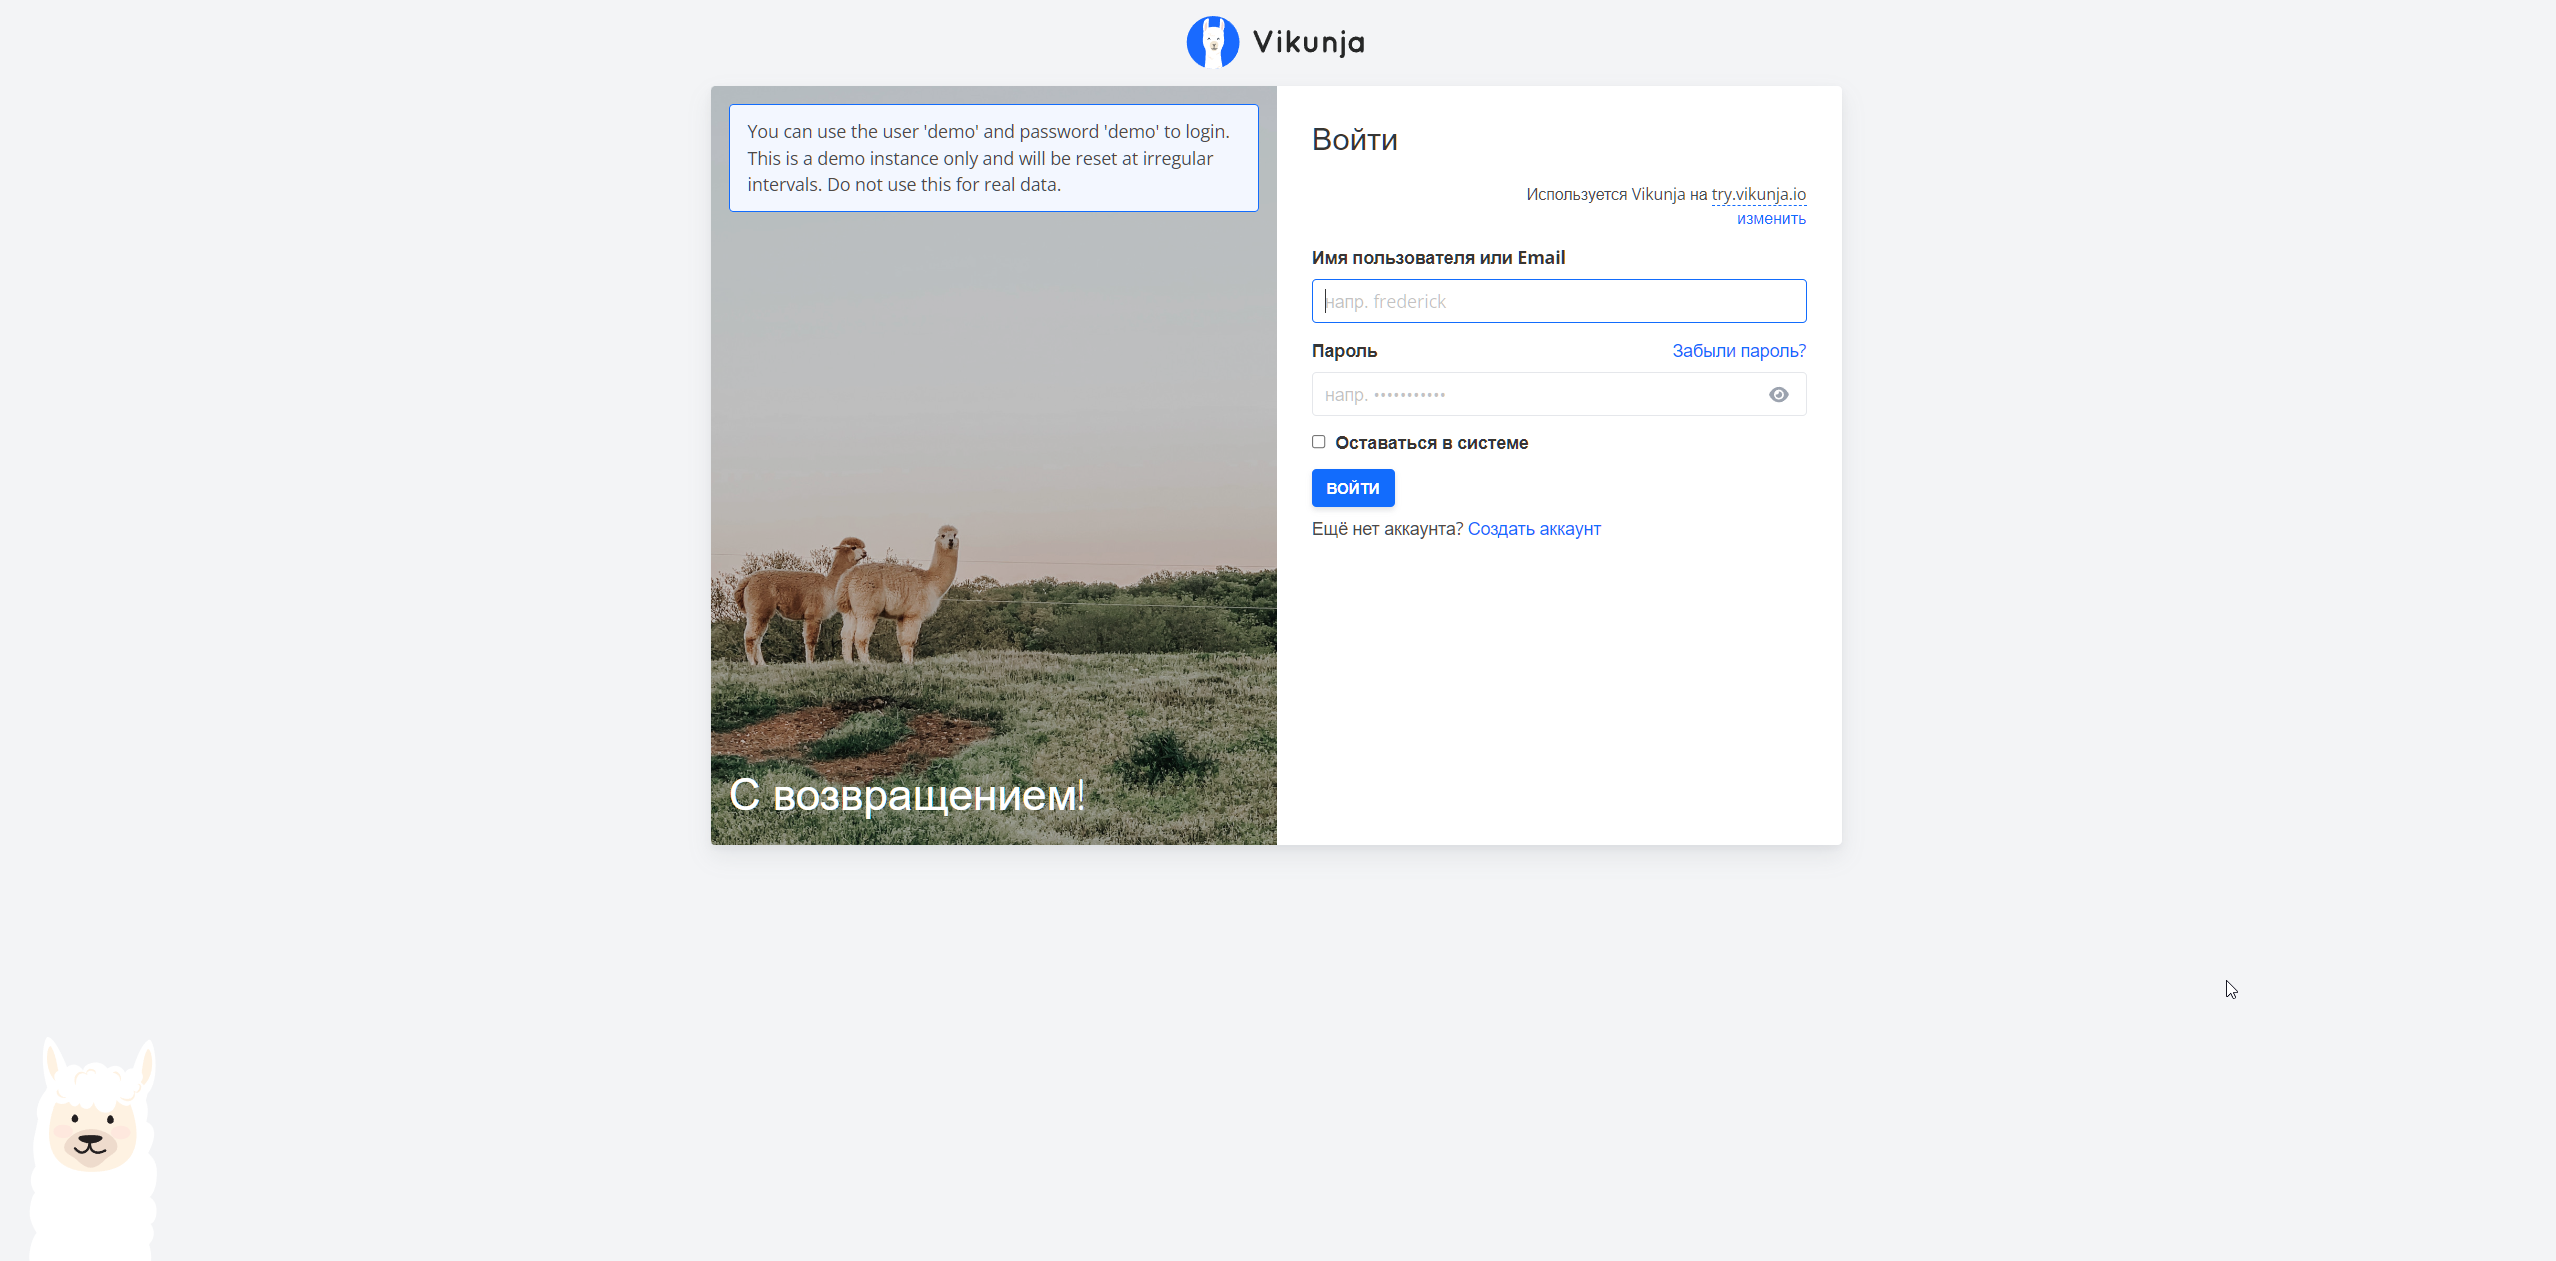 Vikunja
You can use the user 'demo' and password 'demo' to login.
This is a demo instance only and will be reset at irregular
intervals. Do not use this for real data.
С возвращением!
Войти
Используется Vikunja на try.vikunja.io
изменить
Имя пользователя или Email
напр. frederick
Пароль
Забыли пароль?
напр. •••••••••••
Оставаться в системе
ВОЙТИ
Ещё нет аккаунта? Создать аккаунт